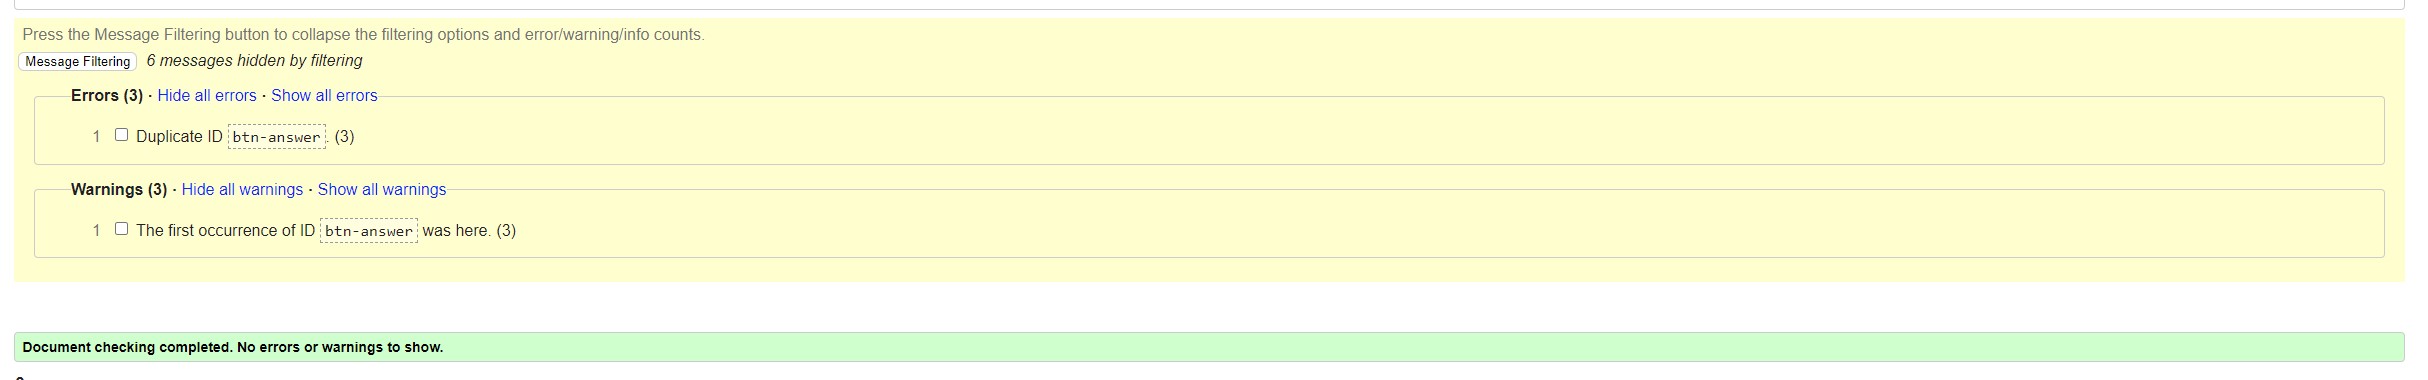 Press the Message Filtering button to collapse the filtering options and error/warning/info counts.
Message Filtering 6 messages hidden by filtering
Errors (3) · Hide all errors · Show all errors
1 Duplicate ID btn-answer. (3)
Warnings (3) · Hide all warnings · Show all warnings
1 The first occurrence of ID btn-answer was here. (3)
Document checking completed. No errors or warnings to show.